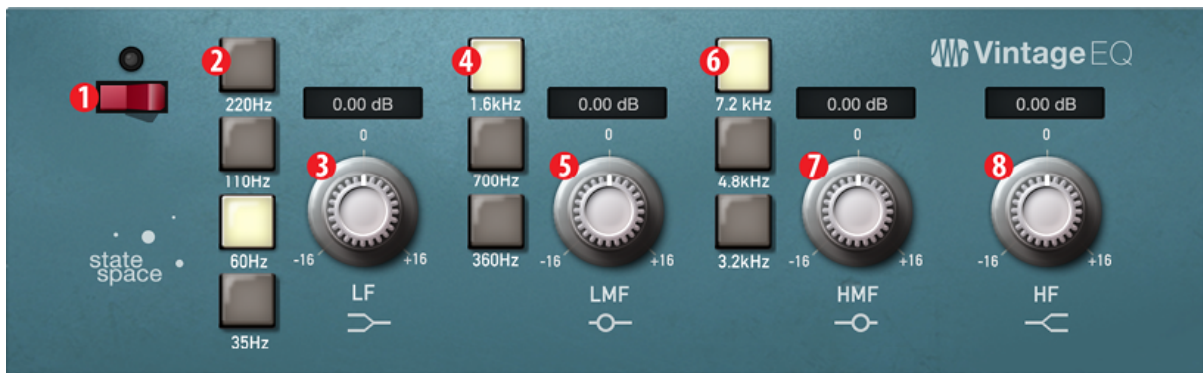 1
2
220Hz
110Hz
60Hz
35Hz
3
0.00 dB
0
-16
+16
LF
4
1.6kHz
700Hz
360Hz
5
0.00 dB
0
-16
+16
LMF
6
7.2 kHz
4.8kHz
3.2kHz
7
0.00 dB
0
-16
+16
HMF
VintageEQ
8
0.00 dB
0
-16
+16
HF
state
space